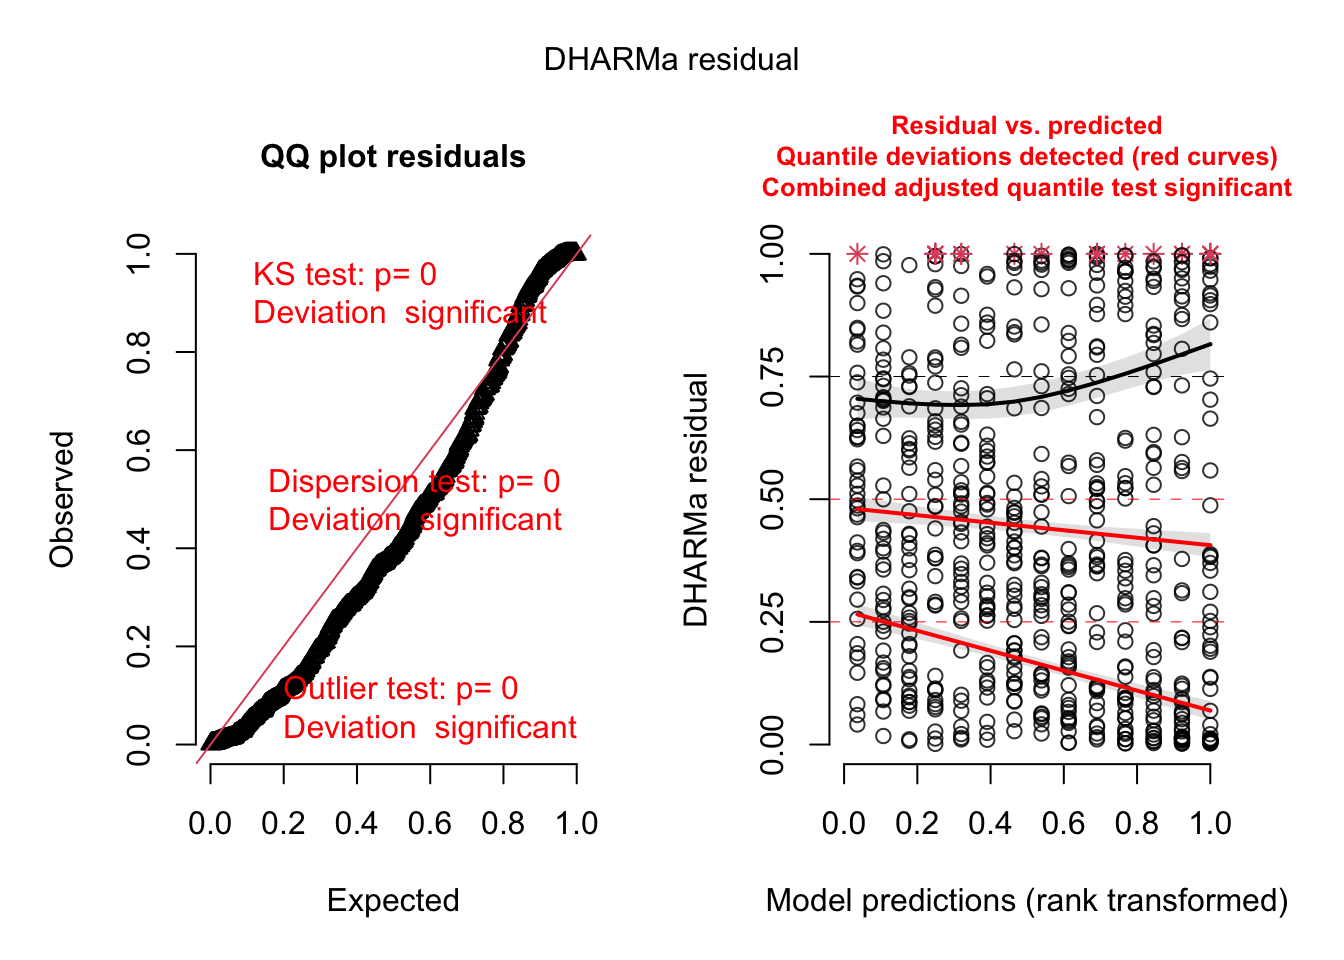 DHARMa residual
QQ plot residuals
KS test: p= 0
Deviation  significant
Dispersion test: p= 0
Deviation  significant
Outlier test: p= 0
Deviation  significant
Observed
0.0 0.2 0.4 0.6 0.8 1.0
0.0 0.2 0.4 0.6 0.8 1.0
Expected
Residual vs. predicted
Quantile deviations detected (red curves)
Combined adjusted quantile test significant
DHARMa residual
0.00 0.25 0.50 0.75 1.00
0.0 0.2 0.4 0.6 0.8 1.0
Model predictions (rank transformed)